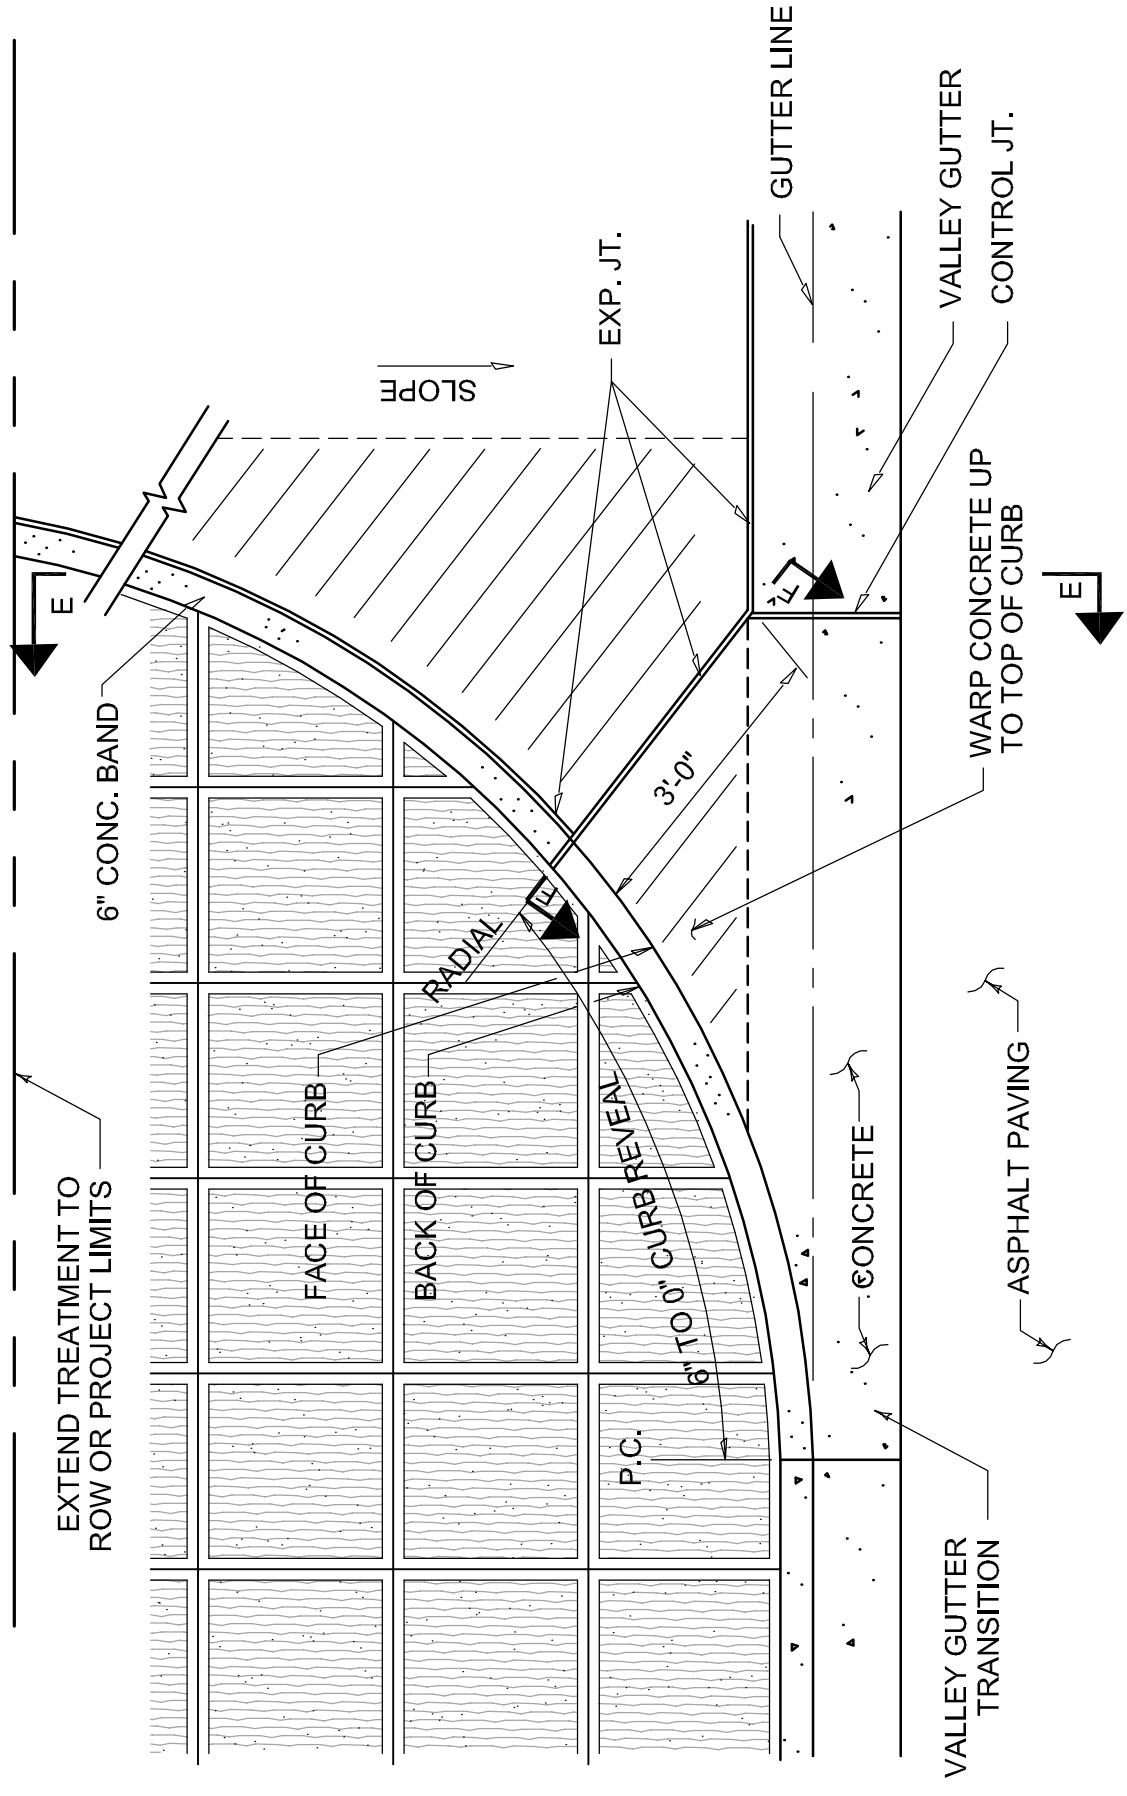 EXTEND TREATMENT TO
ROW OR PROJECT LIMITS
6" CONC. BAND
E
SLOPE
EXP. JT.
GUTTER LINE
VALLEY GUTTER
CONTROL JT.
WARP CONCRETE UP
TO TOP OF CURB
E
F
3'-0"
F
RADIAL
FACE OF CURB
BACK OF CURB
6" TO 0" CURB REVEAL
P.C.
CONCRETE
ASPHALT PAVING
VALLEY GUTTER
TRANSITION